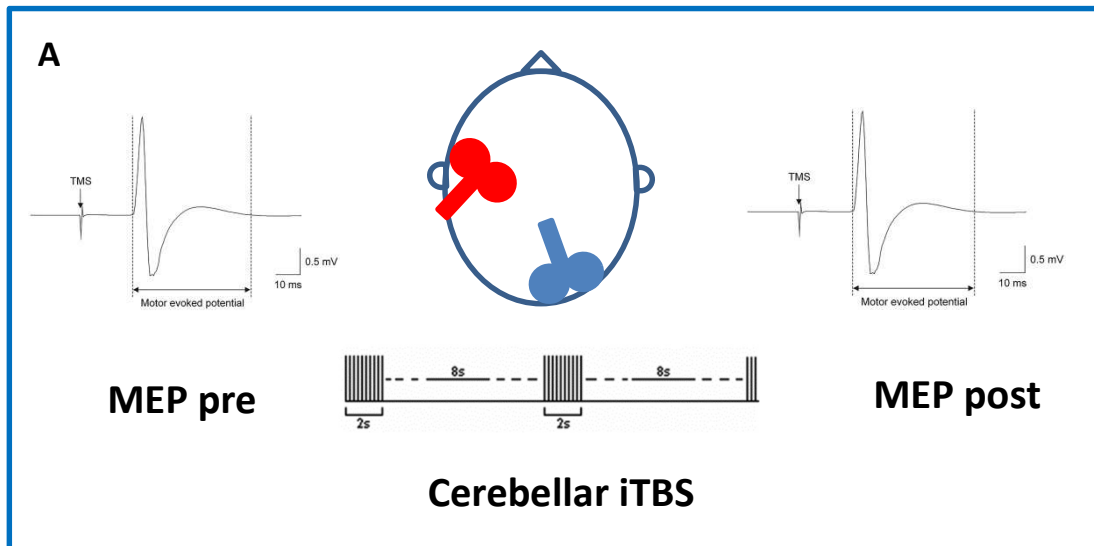 A
TMS
0.5 mV
10 ms
Motor evoked potential
TMS
0.5 mV
10 ms
Motor evoked potential
8s
8s
2s
2s
MEP pre
MEP post
Cerebellar iTBS